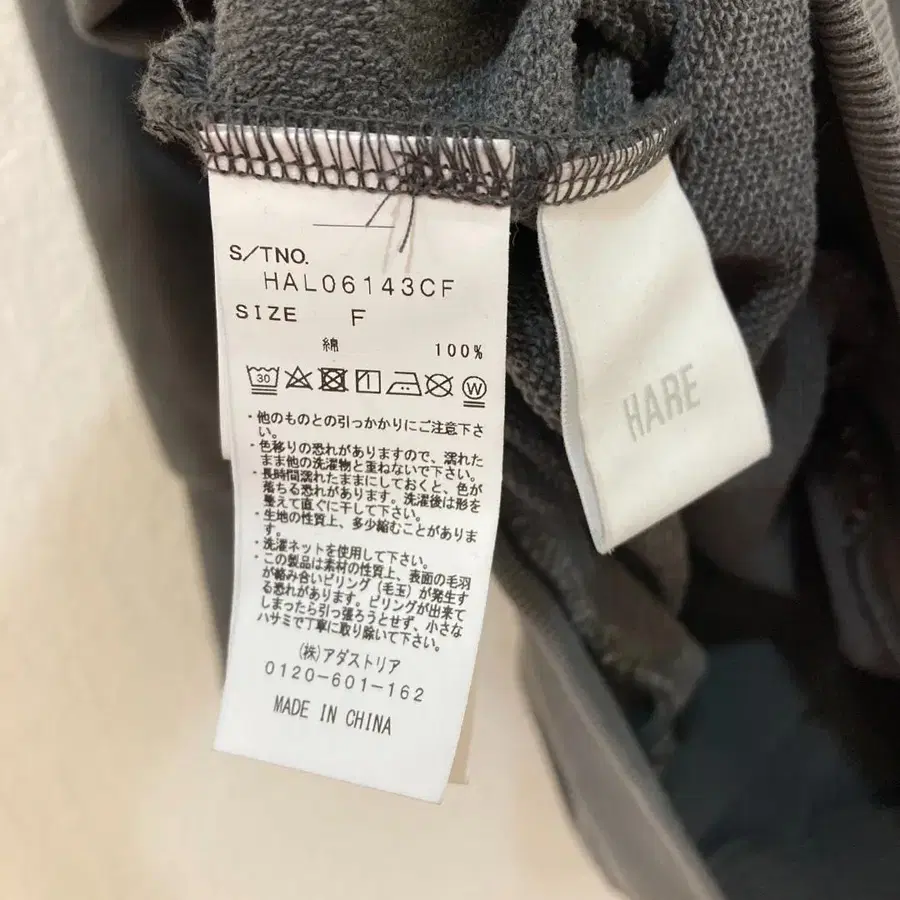 S/TNO.
HAL06143CF
SIZE F
綿 100%
30 W
・他のものとの引っかかりにご注意下さ
い。
・色移りの恐れがありますので、濡れた
まま他の洗濯物と重ねないで下さい。
・長時間濡れたままにしておくと、色が
落ちる恐れがあります。洗濯後は形を
整えて直ぐに干して下さい。
・生地の性質上、多少縮むことがありま
す。
・洗濯ネットを使用して下さい。
・この製品は素材の性質上、表面の毛羽
が絡み合いピリング（毛玉）が発生す
る恐れがあります。ピリングが出来て
しまったら引っ張ろうとせず、小さな
ハサミで丁寧に取り除いて下さい。
(株)アダストリア
0120-601-162
MADE IN CHINA
HARE